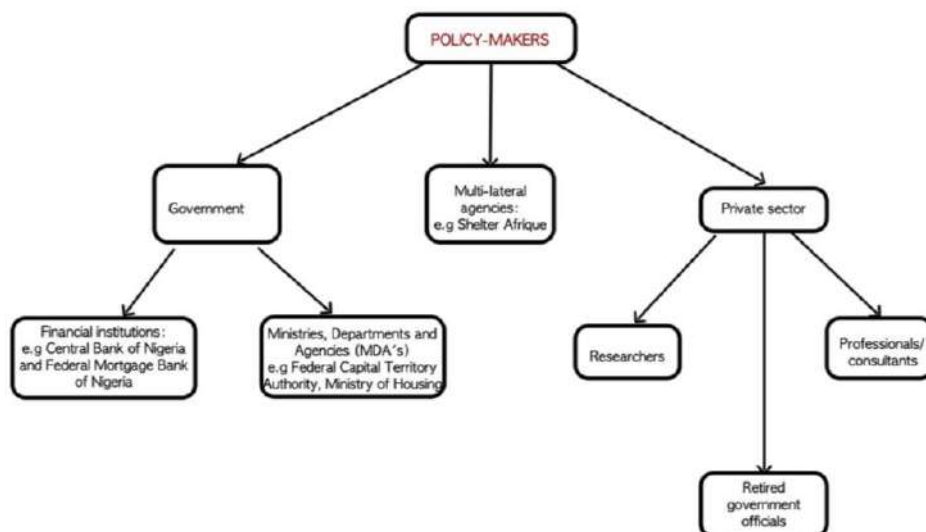 POLICY-MAKERS
Government
Multi-lateral
agencies:
e.g Shelter Afrique
Private sector
Financial institutions:
e.g Central Bank of Nigeria
and Federal Mortgage Bank
of Nigeria
Ministries, Departments and
Agencies (MDA's)
e.g Federal Capital Territory
Authority, Ministry of Housing
Researchers
Professionals/
consultants
Retired
government
officials